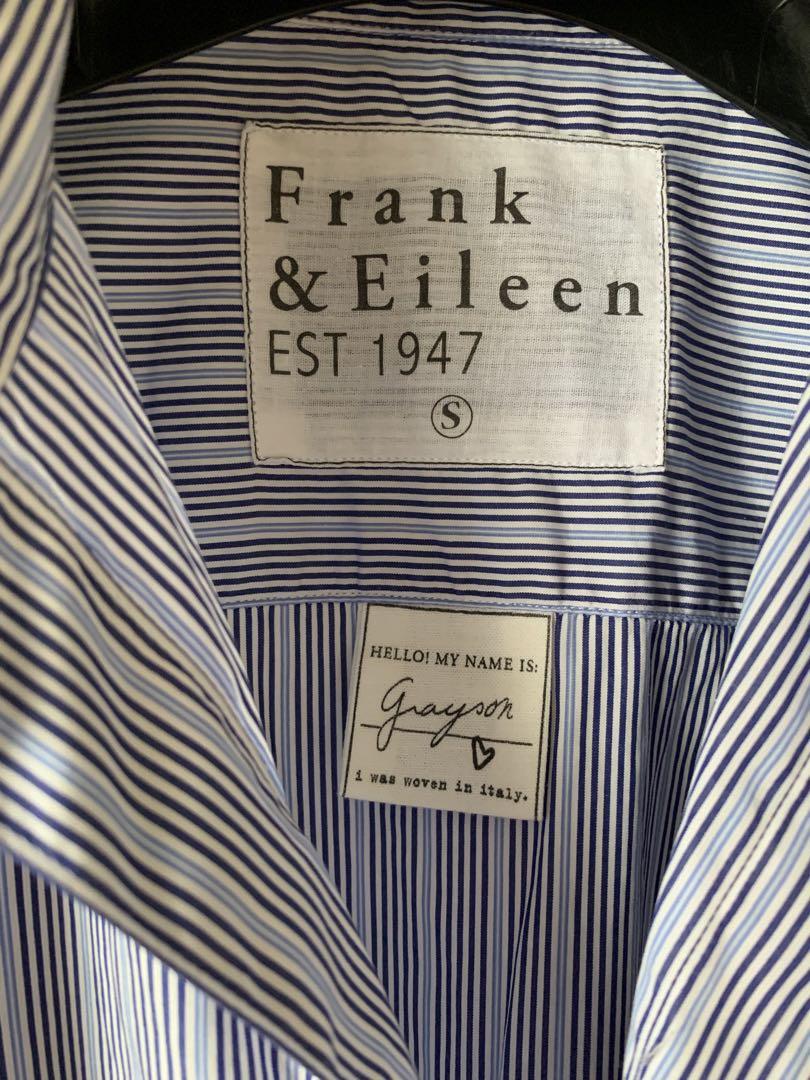 Frank
& Eileen
EST 1947
S
HELLO! MY NAME IS:
Grayson
i was woven in italy.